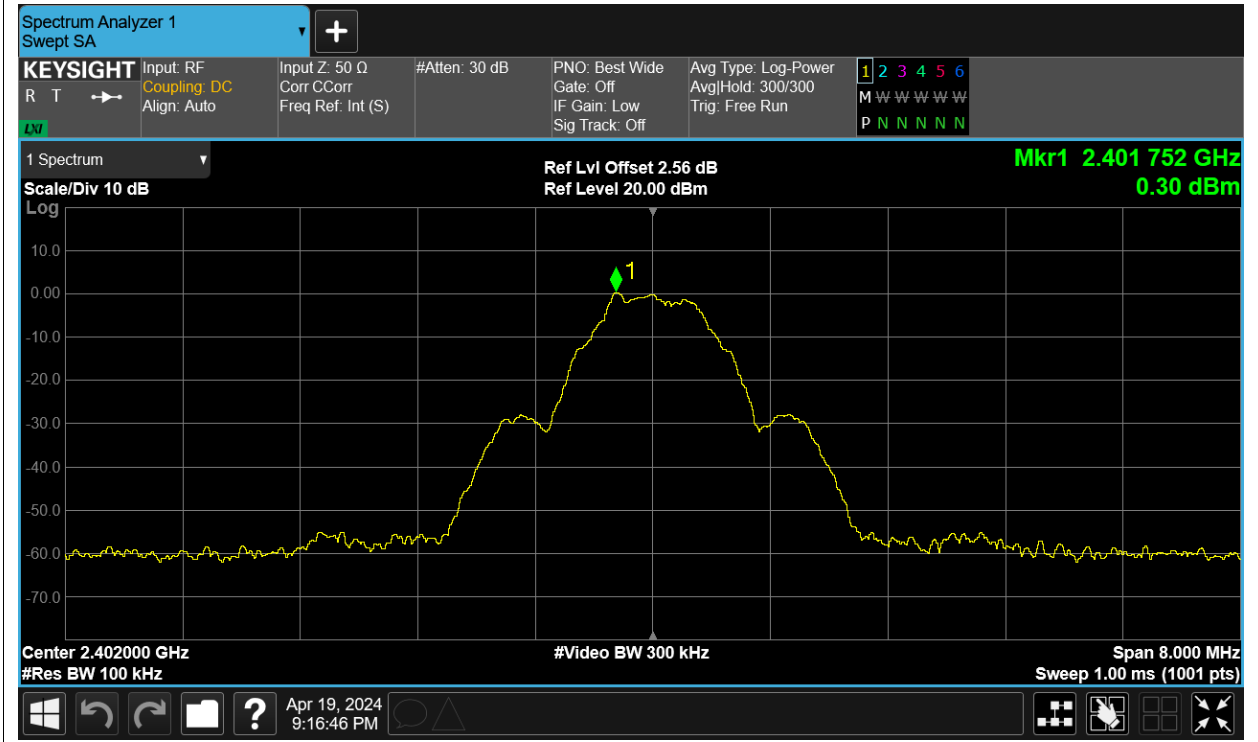 Spectrum Analyzer 1
Swept SA
+
KEYSIGHT
R T
LXI
Input: RF
Coupling: DC
Align: Auto
Input Z: 50 Ω
Corr CCorr
Freq Ref: Int (S)
#Atten: 30 dB
PNO: Best Wide
Gate: Off
IF Gain: Low
Sig Track: Off
Avg Type: Log-Power
Avg|Hold: 300/300
Trig: Free Run
1 2 3 4 5 6
M W W W W W
P N N N N N
1 Spectrum
Scale/Div 10 dB
Log
Ref Lvl Offset 2.56 dB
Ref Level 20.00 dBm
Mkr1 2.401 752 GHz
0.30 dBm
1
10.0
0.00
-10.0
-20.0
-30.0
-40.0
-50.0
-60.0
-70.0
Center 2.402000 GHz
#Res BW 100 kHz
#Video BW 300 kHz
Span 8.000 MHz
Sweep 1.00 ms (1001 pts)
?
Apr 19, 2024
9:16:46 PM